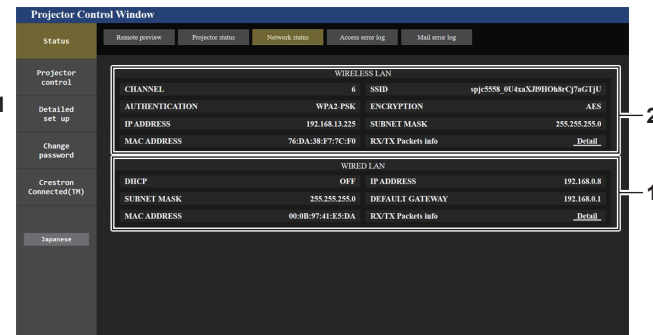 Projector Control Window
Status
Remote preview
Projector status
Network status
Access error log
Mail error log
Projector control
Detailed set up
Change password
Crestron Connected(TM)
Japanese
WIRELESS LAN
CHANNEL 6 SSID spjc5558_0U4xaXJl9HOh8rCj7aGTjU
AUTHENTICATION WPA2-PSK ENCRYPTION AES
IP ADDRESS 192.168.13.225 SUBNET MASK 255.255.255.0
MAC ADDRESS 76:DA:38:F7:7C:F0 RX/TX Packets info Detail
2
WIRED LAN
DHCP OFF IP ADDRESS 192.168.0.8
SUBNET MASK 255.255.255.0 DEFAULT GATEWAY 192.168.0.1
MAC ADDRESS 00:0B:97:41:E5:DA RX/TX Packets info Detail
1